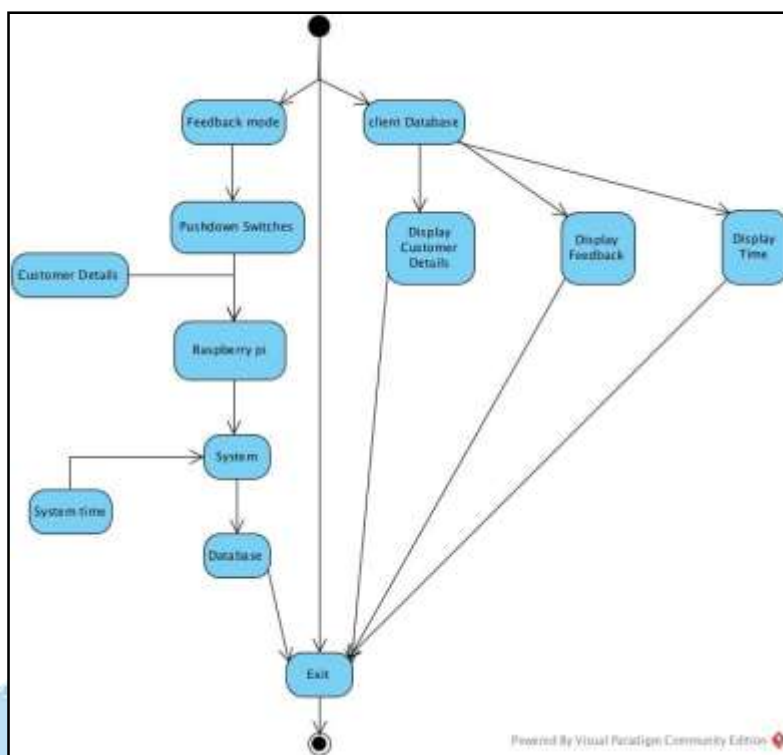 Feedback mode
client Database
Pushdown Switches
Display
Customer
Details
Display
Feedback
Display
Time
Customer Details
Raspberry pi
System
System time
Database
Exit
Powered By Visual Paradigm Community Edition